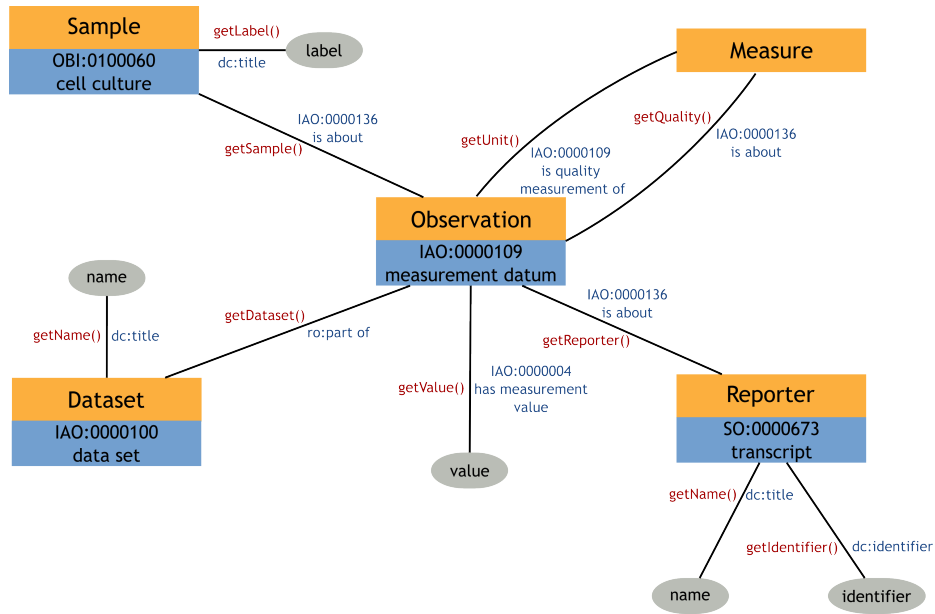 Sample
OBI:0100060
cell culture
getLabel()
dc:title
label
Measure
IAO:0000136
is about
getSample()
getUnit()
IAO:0000109
is quality
measurement of
getQuality()
IAO:0000136
is about
Observation
IAO:0000109
measurement datum
name
getName()
dc:title
getDataset()
ro:part of
IAO:0000136
is about
getReporter()
Dataset
IAO:0000100
data set
getValue()
IAO:0000004
has measurement
value
value
Reporter
SO:0000673
transcript
getName()
dc:title
getIdentifier()
dc:identifier
name
identifier